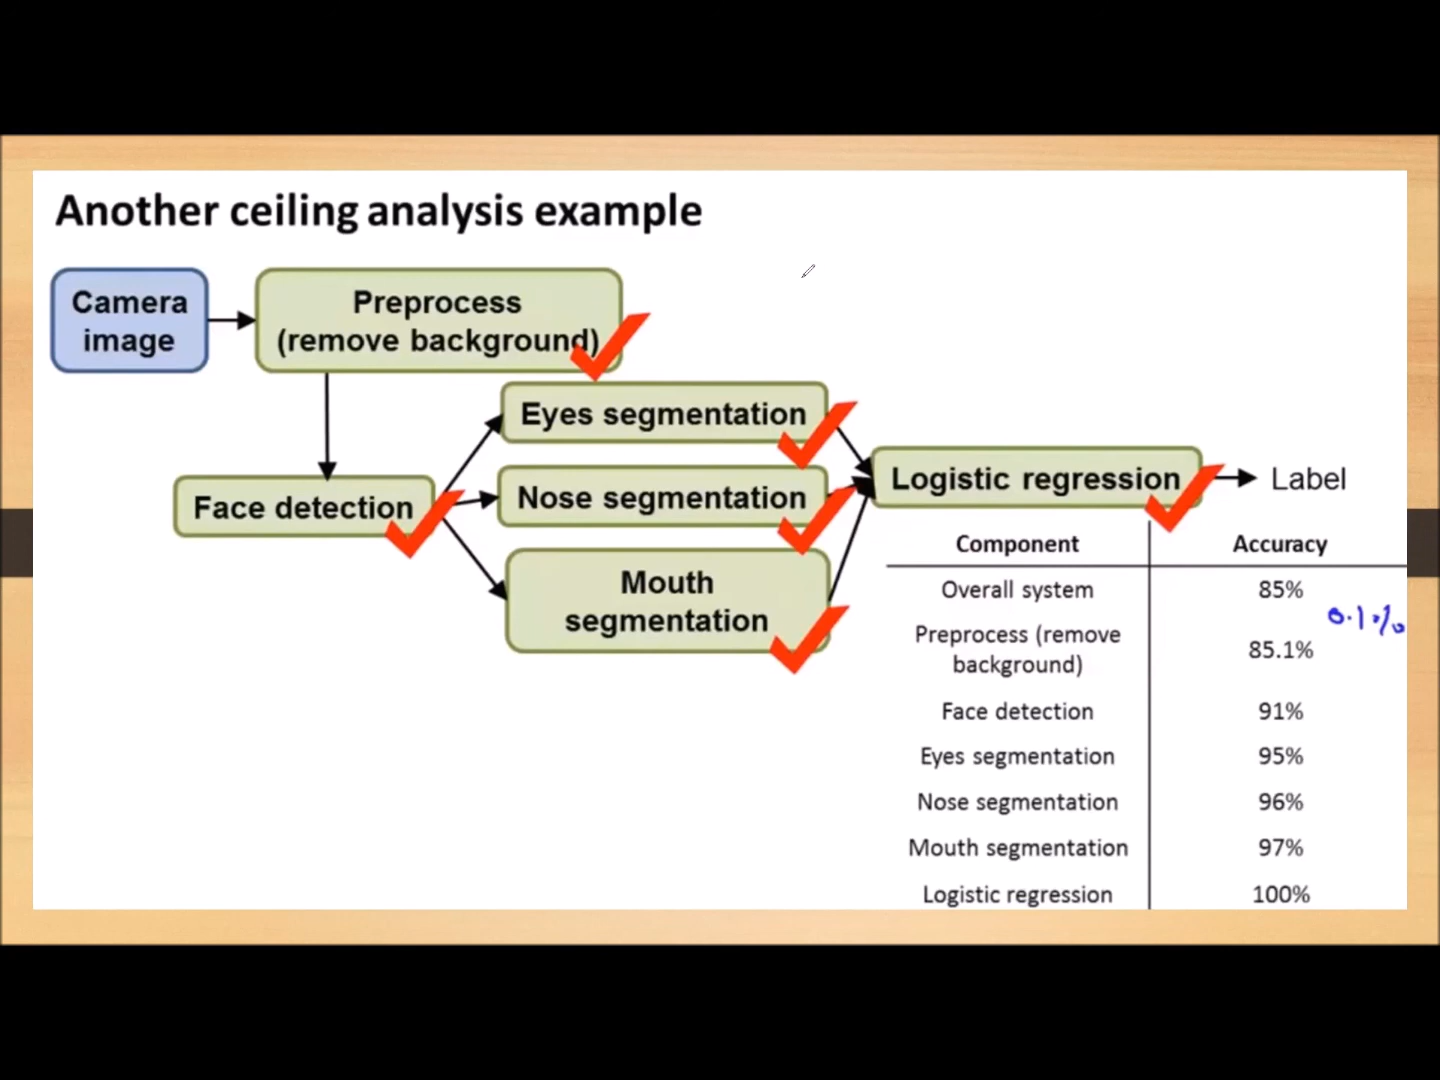 Another ceiling analysis example
Camera
image
Preprocess
(remove background)
Eyes segmentation
Nose segmentation
Mouth
segmentation
Face detection
Logistic regression
Label
Component Accuracy
Overall system 85%
0.1%
Preprocess (remove
background) 85.1%
Face detection 91%
Eyes segmentation 95%
Nose segmentation 96%
Mouth segmentation 97%
Logistic regression 100%